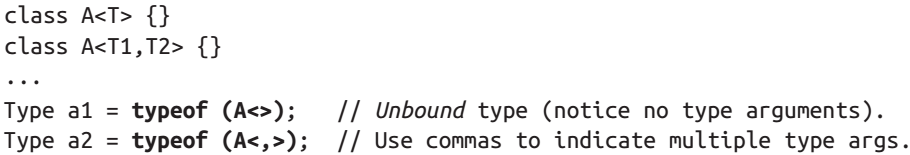 class A<T> {}
class A<T1,T2> {}
...
Type a1 = typeof (A<>);   // Unbound type (notice no type arguments).
Type a2 = typeof (A<,>);  // Use commas to indicate multiple type args.